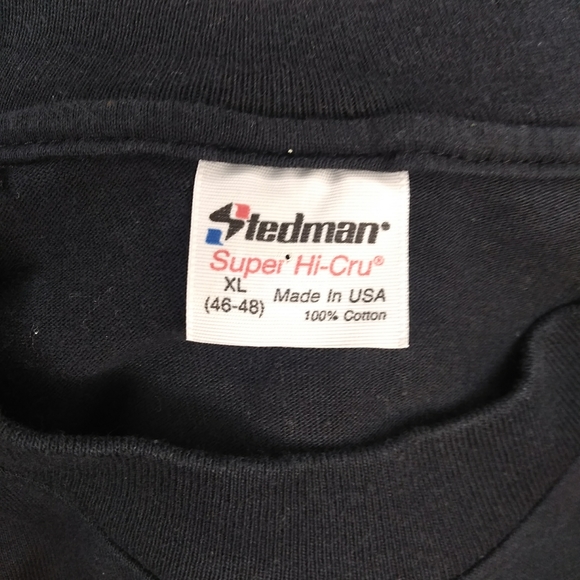 Stedman®
Super Hi-Cru®
XL
(46-48)
Made In USA
100% Cotton